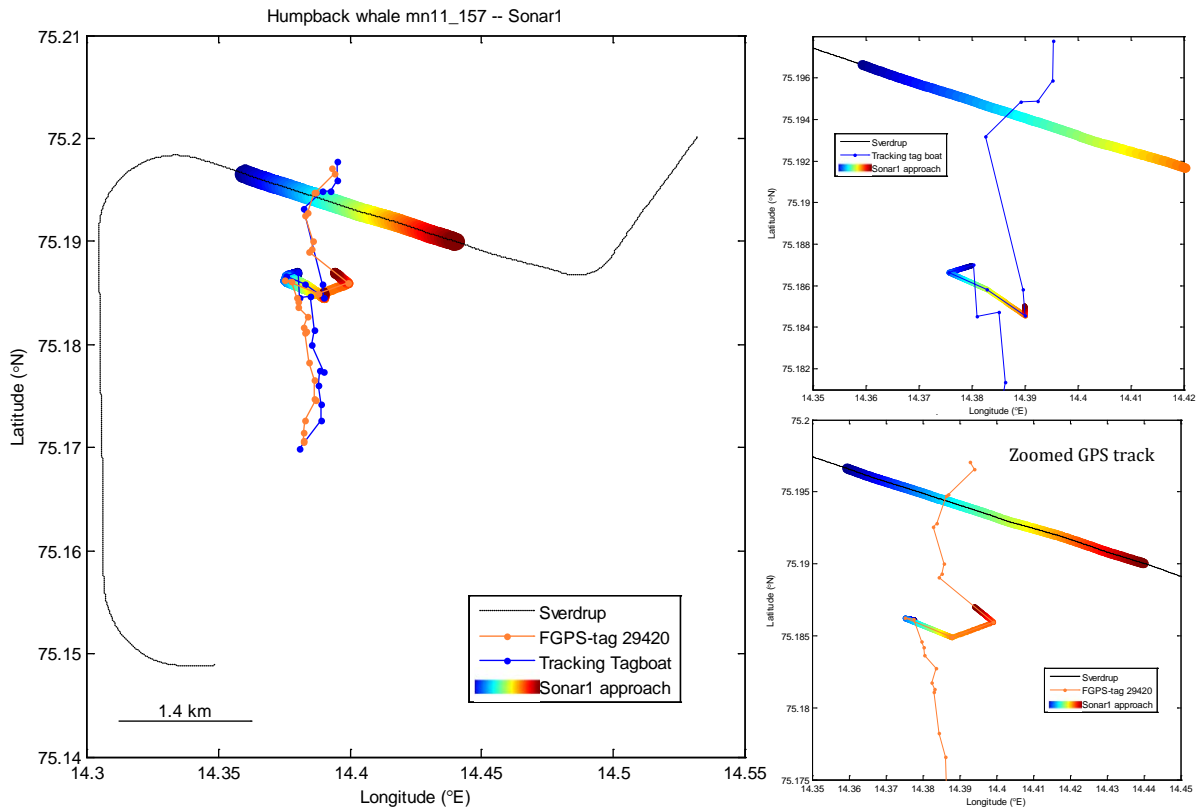 Humpback whale mn11_157 -- Sonar1
75.21
75.2
75.19
75.18
75.17
75.16
75.15
75.14
Latitude (°N)
14.3 14.35 14.4 14.45 14.5 14.55
Longitude (°E)
1.4 km
Sverdrup
FGPS-tag 29420
Tracking Tagboat
Sonar1 approach
75.196
75.194
75.192
75.19
75.188
75.186
75.184
75.182
Latitude (°N)
Sverdrup
Tracking tag boat
Sonar1 approach
14.35 14.36 14.37 14.38 14.39 14.4 14.41 14.42
Longitude (°E)
75.2
75.195
75.19
75.185
75.18
75.175
Latitude (°N)
Zoomed GPS track
Sverdrup
FGPS-tag 29420
Sonar1 approach
14.35 14.36 14.37 14.38 14.39 14.4 14.41 14.42 14.43 14.44 14.45
Longitude (°E)